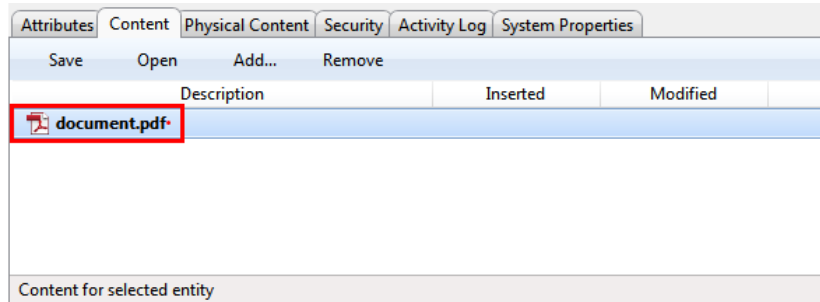 Attributes Content Physical Content Security Activity Log System Properties
Save Open Add... Remove
Description Inserted Modified
document.pdf
Content for selected entity